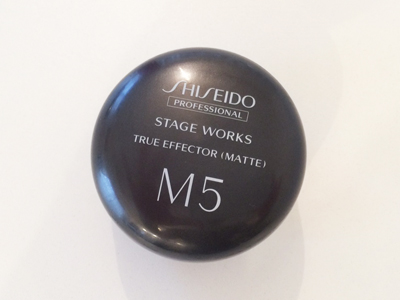 SHISEIDO
PROFESSIONAL
STAGE WORKS
TRUE EFFECTOR (MATTE)
M5